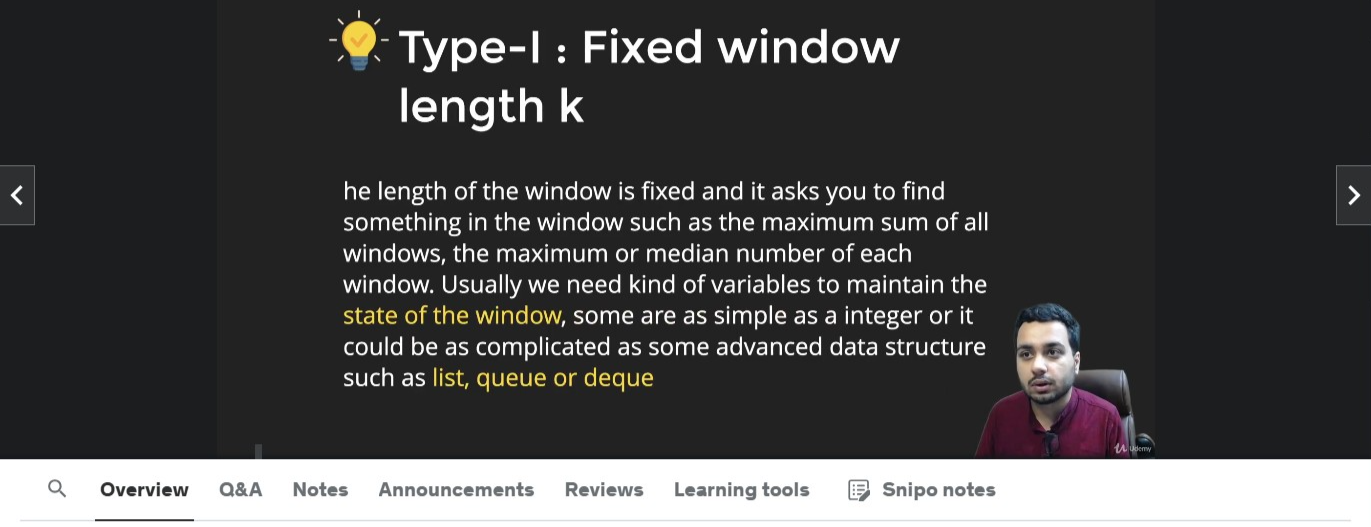 Type-I : Fixed window
length k
he length of the window is fixed and it asks you to find
something in the window such as the maximum sum of all
windows, the maximum or median number of each
window. Usually we need kind of variables to maintain the
state of the window, some are as simple as a integer or it
could be as complicated as some advanced data structure
such as list, queue or deque
Udemy
Overview Q&A Notes Announcements Reviews Learning tools Snipo notes